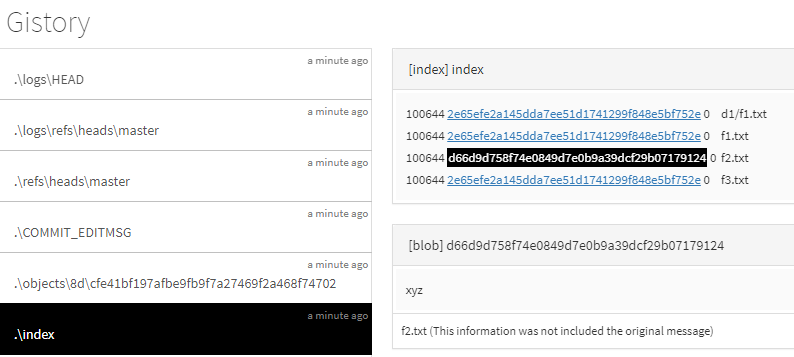 Gistory
a minute ago
.\logs\HEAD
a minute ago
.\logs\refs\heads\master
a minute ago
.\refs\heads\master
a minute ago
.\COMMIT_EDITMSG
a minute ago
.\objects\8d\cfe41bf197afbe9fb9f7a27469f2a468f74702
a minute ago
.\index
[index] index
100644 2e65efe2a145dda7ee51d1741299f848e5bf752e 0 d1/f1.txt
100644 2e65efe2a145dda7ee51d1741299f848e5bf752e 0 f1.txt
100644 d66d9d758f74e0849d7e0b9a39dcf29b07179124 0 f2.txt
100644 2e65efe2a145dda7ee51d1741299f848e5bf752e 0 f3.txt
[blob] d66d9d758f74e0849d7e0b9a39dcf29b07179124
xyz
f2.txt (This information was not included the original message)